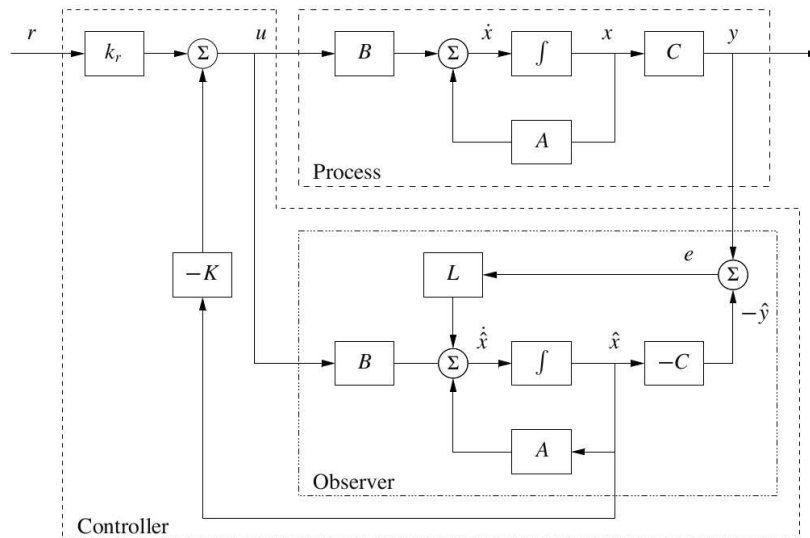 r
k_r
Σ
u
B
Σ
ẋ
∫
x
C
y
A
Process
−K
L
e
Σ
−ŷ
B
Σ
x̂̇
∫
x̂
−C
A
Observer
Controller